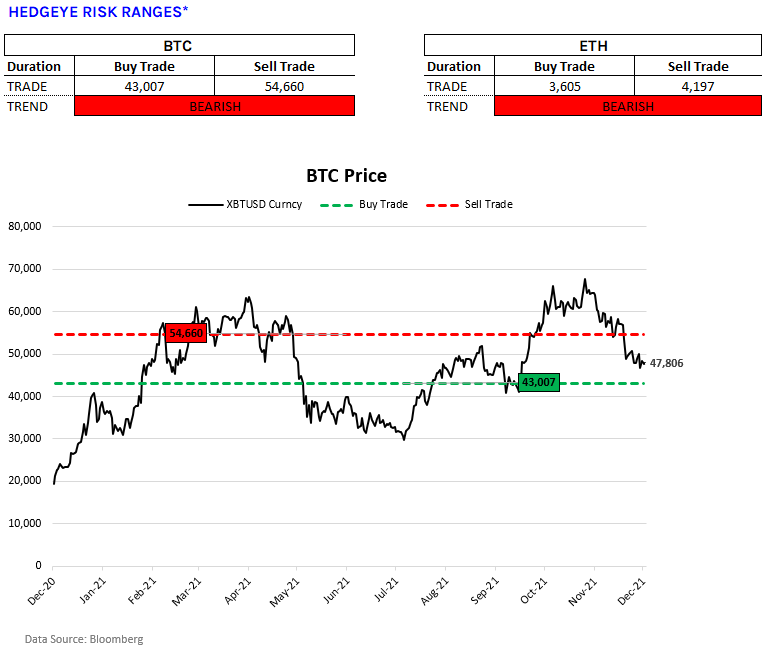 HEDGEYE RISK RANGES*
BTC
Duration Buy Trade Sell Trade
TRADE 43,007 54,660
TREND BEARISH
ETH
Duration Buy Trade Sell Trade
TRADE 3,605 4,197
TREND BEARISH
BTC Price
XBTUSD Curncy Buy Trade Sell Trade
80,000
70,000
60,000
50,000
40,000
30,000
20,000
10,000
0
54,660
43,007
47,806
Dec-20 Jan-21 Feb-21 Mar-21 Apr-21 May-21 Jun-21 Jul-21 Aug-21 Sep-21 Oct-21 Nov-21 Dec-21
Data Source: Bloomberg